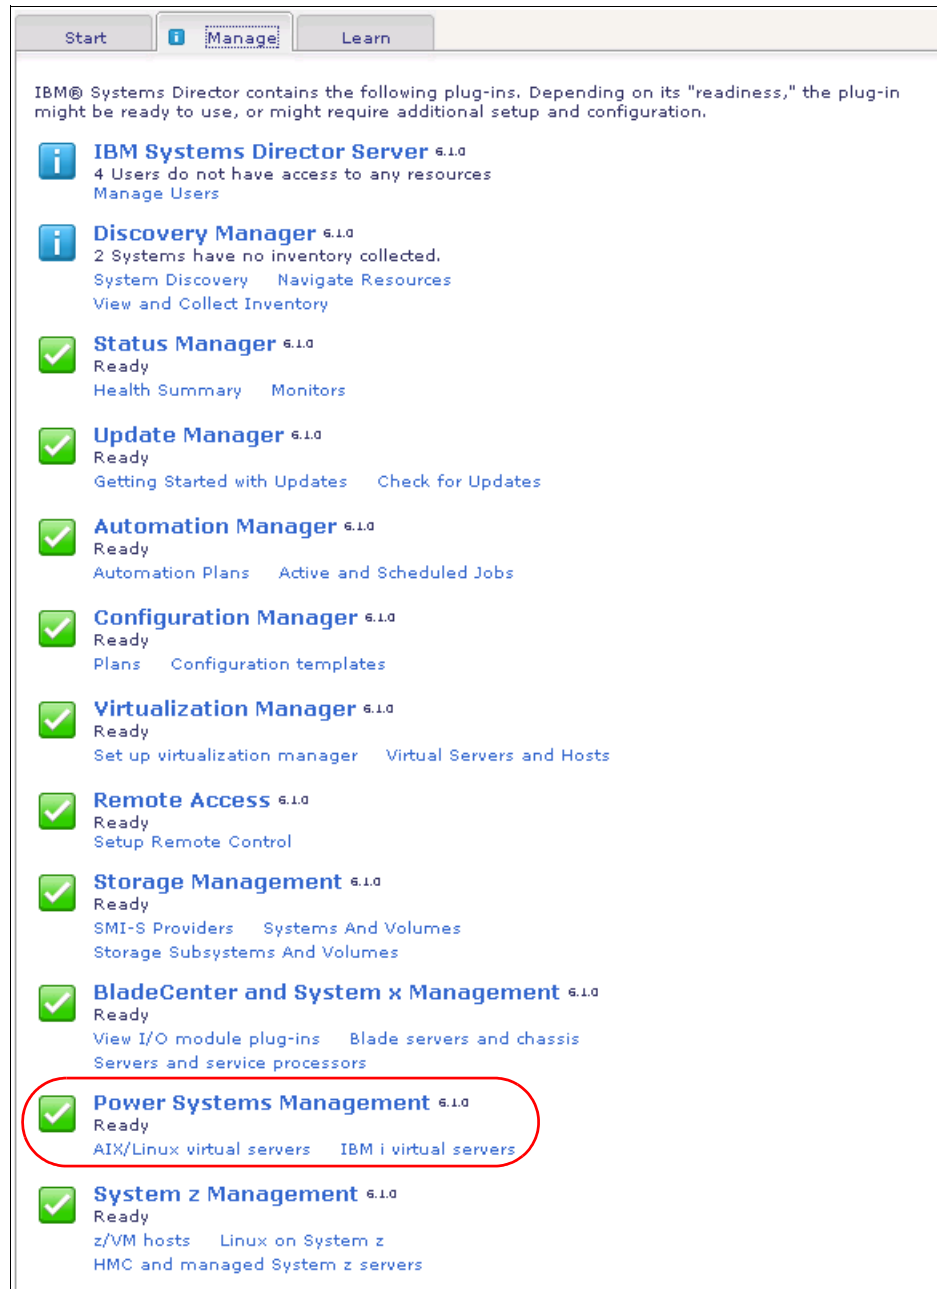 Start Manage Learn
IBM® Systems Director contains the following plug-ins. Depending on its "readiness," the plug-in
might be ready to use, or might require additional setup and configuration.
IBM Systems Director Server 6.1.0
4 Users do not have access to any resources
Manage Users
Discovery Manager 6.1.0
2 Systems have no inventory collected.
System Discovery Navigate Resources
View and Collect Inventory
Status Manager 6.1.0
Ready
Health Summary Monitors
Update Manager 6.1.0
Ready
Getting Started with Updates Check for Updates
Automation Manager 6.1.0
Ready
Automation Plans Active and Scheduled Jobs
Configuration Manager 6.1.0
Ready
Plans Configuration templates
Virtualization Manager 6.1.0
Ready
Set up virtualization manager Virtual Servers and Hosts
Remote Access 6.1.0
Ready
Setup Remote Control
Storage Management 6.1.0
Ready
SMI-S Providers Systems And Volumes
Storage Subsystems And Volumes
BladeCenter and System x Management 6.1.0
Ready
View I/O module plug-ins Blade servers and chassis
Servers and service processors
Power Systems Management 6.1.0
Ready
AIX/Linux virtual servers IBM i virtual servers
System z Management 6.1.0
Ready
z/VM hosts Linux on System z
HMC and managed System z servers